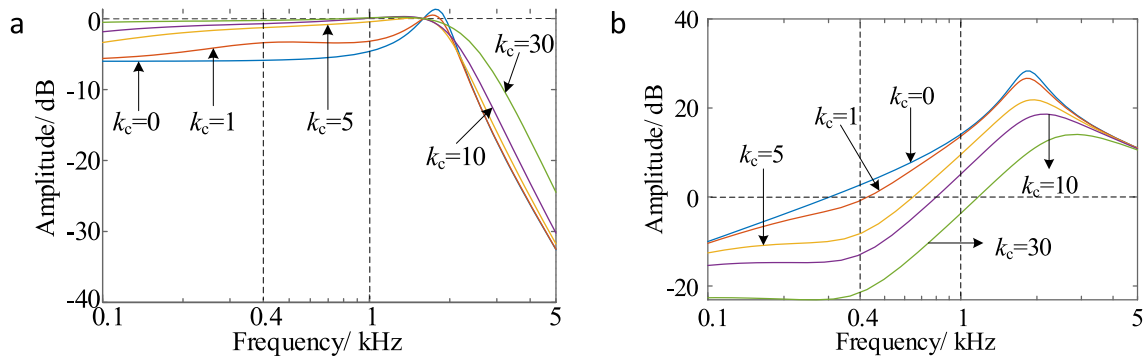 a
0
-10
-20
-30
-40
Amplitude/ dB
0.1
0.4
1
5
Frequency/ kHz
kc=0
kc=1
kc=5
kc=10
kc=30
b
40
20
0
-23
Amplitude/ dB
0.1
0.4
1
5
Frequency/ kHz
kc=5
kc=1
kc=0
kc=10
kc=30